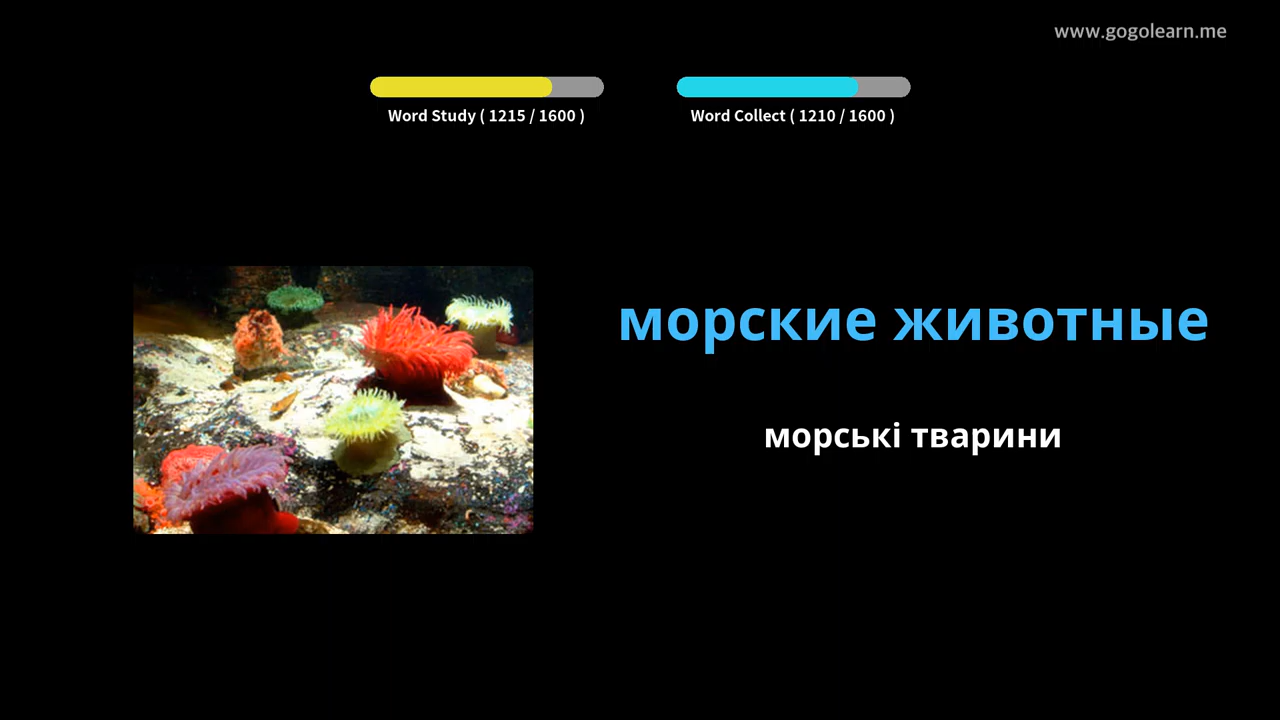 www.gogolearn.me
Word Study ( 1215 / 1600 )
Word Collect ( 1210 / 1600 )
морские животные
морські тварини